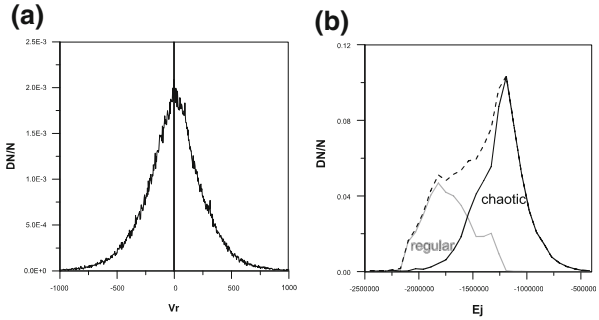 (a)
2.5E-3
2.0E-3
1.5E-3
1.0E-3
5.0E-4
0.0E+0
DN/N
-1000
-500
0
500
1000
Vr
(b)
0.12
0.08
0.04
0.00
DN/N
chaotic
regular
-2500000
-2000000
-1500000
-1000000
-500000
Ej